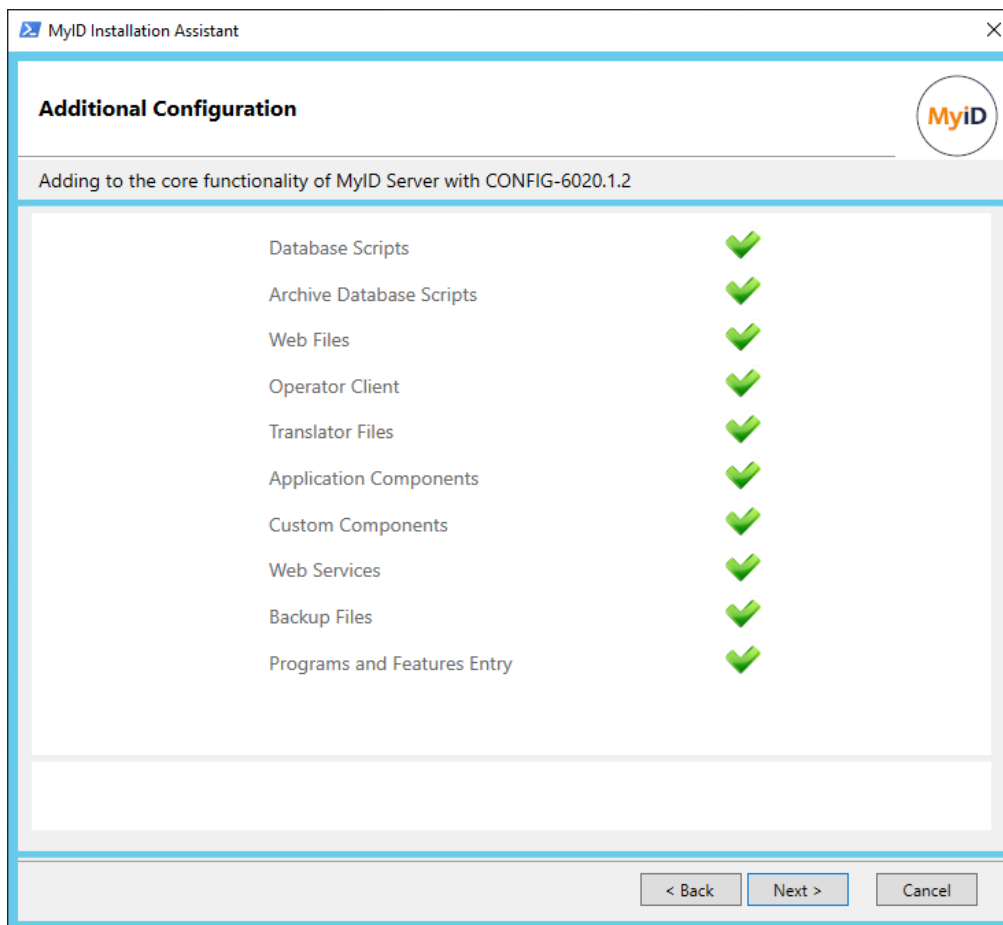 MyID Installation Assistant
Additional Configuration
MyiD
Adding to the core functionality of MyID Server with CONFIG-6020.1.2
Database Scripts
Archive Database Scripts
Web Files
Operator Client
Translator Files
Application Components
Custom Components
Web Services
Backup Files
Programs and Features Entry
< Back Next > Cancel